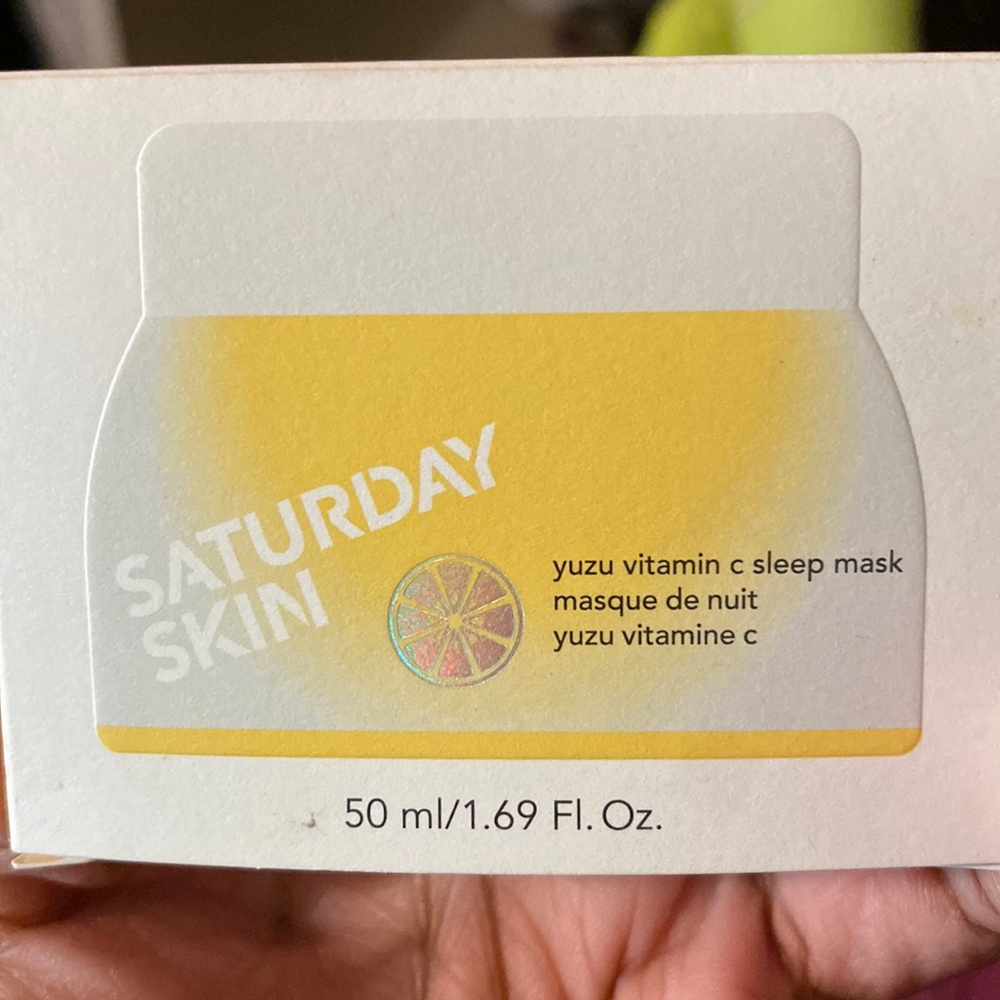 SATURDAY
SKIN
yuzu vitamin c sleep mask
masque de nuit
yuzu vitamine c
50 ml/1.69 Fl. Oz.